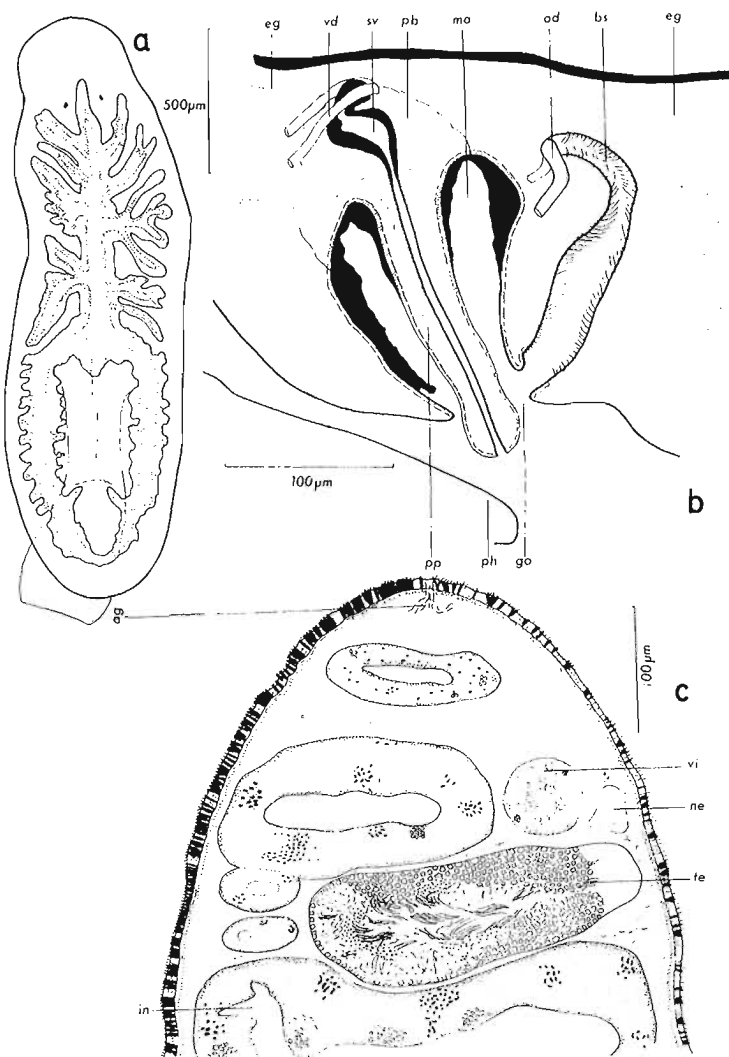 a
500µm
eg vd sv pb ma od bs eg
100µm
b
pp ph go
ag
100µm
c
vi
ne
te
in